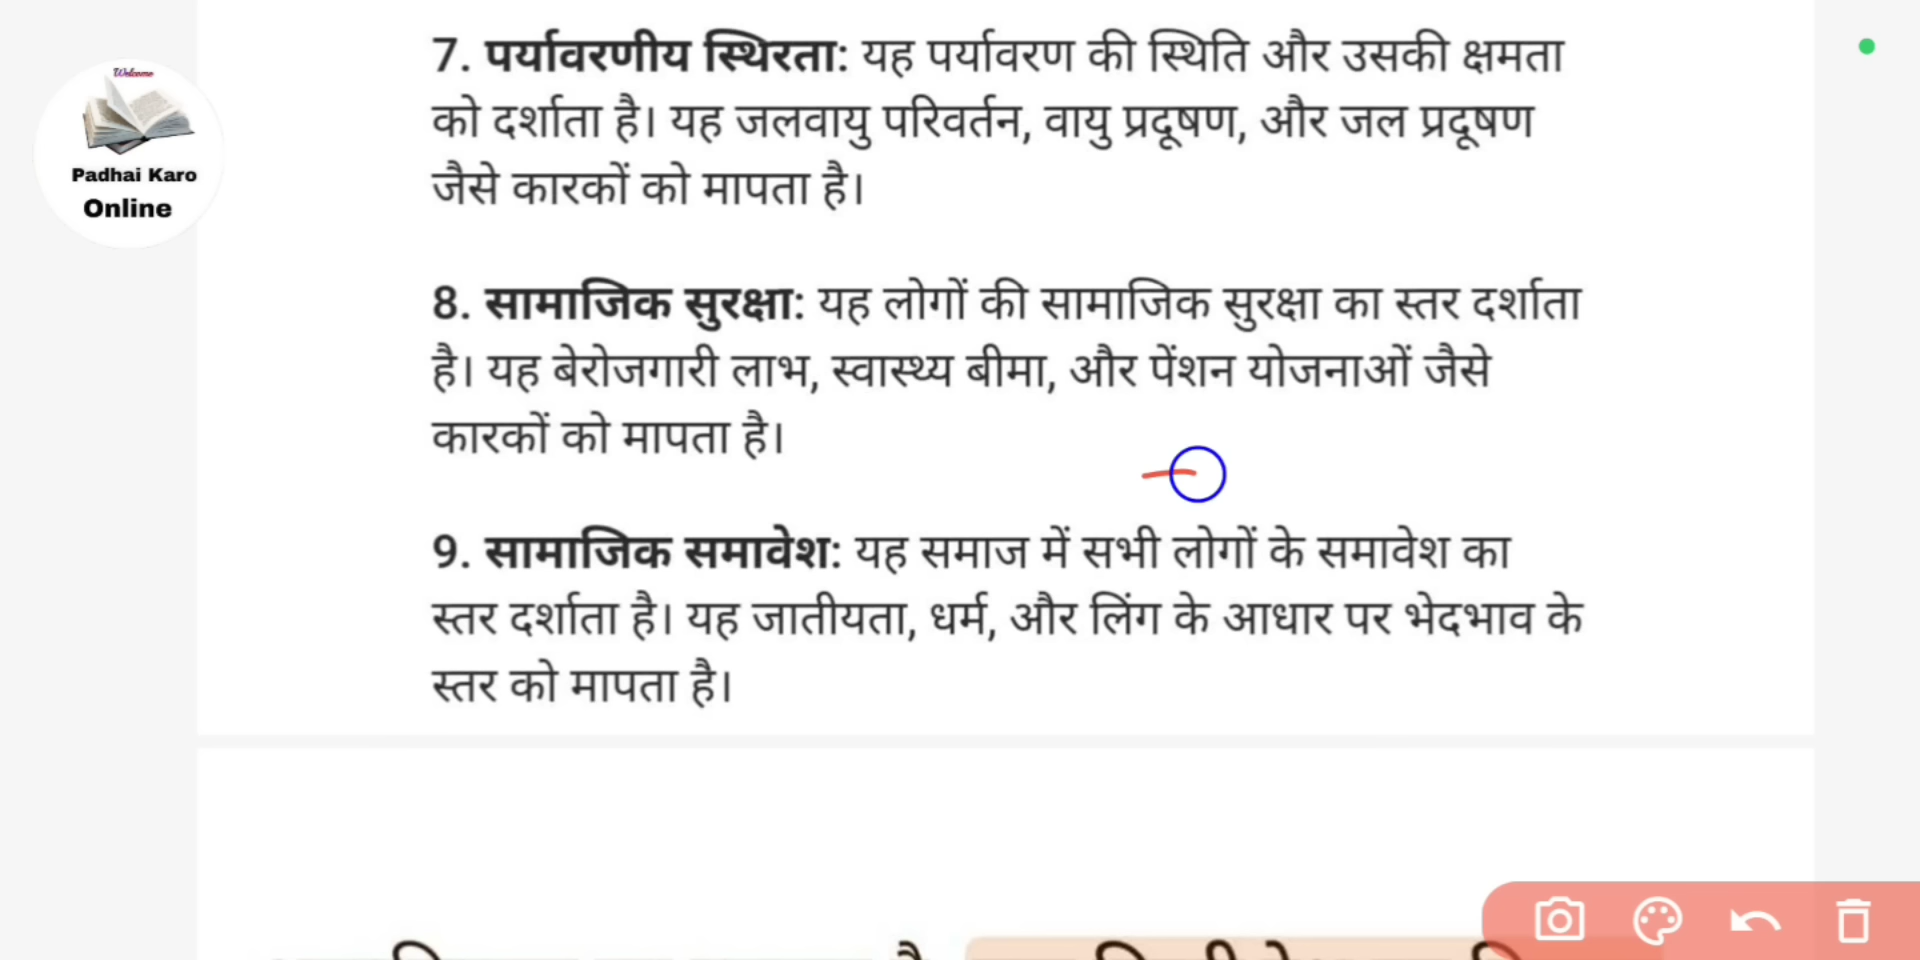 Welcome
Padhai Karo
Online
7. पर्यावरणीय स्थिरता: यह पर्यावरण की स्थिति और उसकी क्षमता
को दर्शाता है। यह जलवायु परिवर्तन, वायु प्रदूषण, और जल प्रदूषण
जैसे कारकों को मापता है।
8. सामाजिक सुरक्षा: यह लोगों की सामाजिक सुरक्षा का स्तर दर्शाता
है। यह बेरोजगारी लाभ, स्वास्थ्य बीमा, और पेंशन योजनाओं जैसे
कारकों को मापता है।
9. सामाजिक समावेश: यह समाज में सभी लोगों के समावेश का
स्तर दर्शाता है। यह जातीयता, धर्म, और लिंग के आधार पर भेदभाव के
स्तर को मापता है।